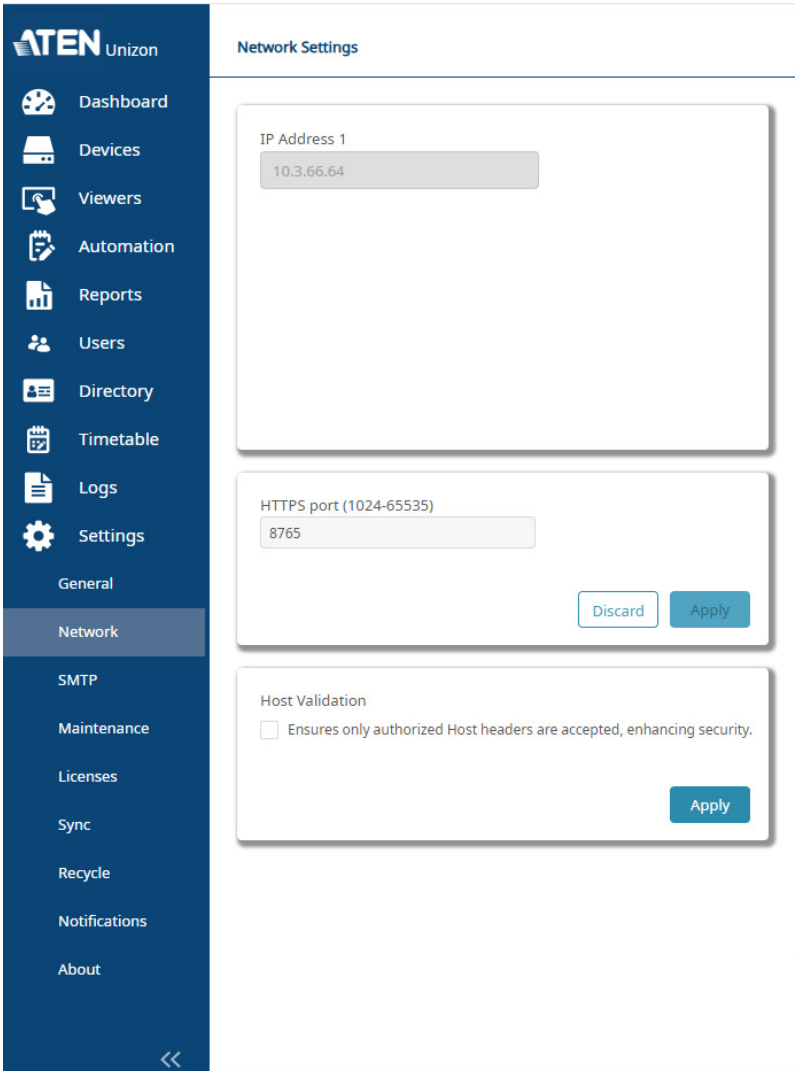 ATEN Unizon
Dashboard
Devices
Viewers
Automation
Reports
Users
Directory
Timetable
Logs
Settings
General
Network
SMTP
Maintenance
Licenses
Sync
Recycle
Notifications
About
Network Settings
IP Address 1
10.3.66.64
HTTPS port (1024-65535)
8765
Discard Apply
Host Validation
Ensures only authorized Host headers are accepted, enhancing security.
Apply